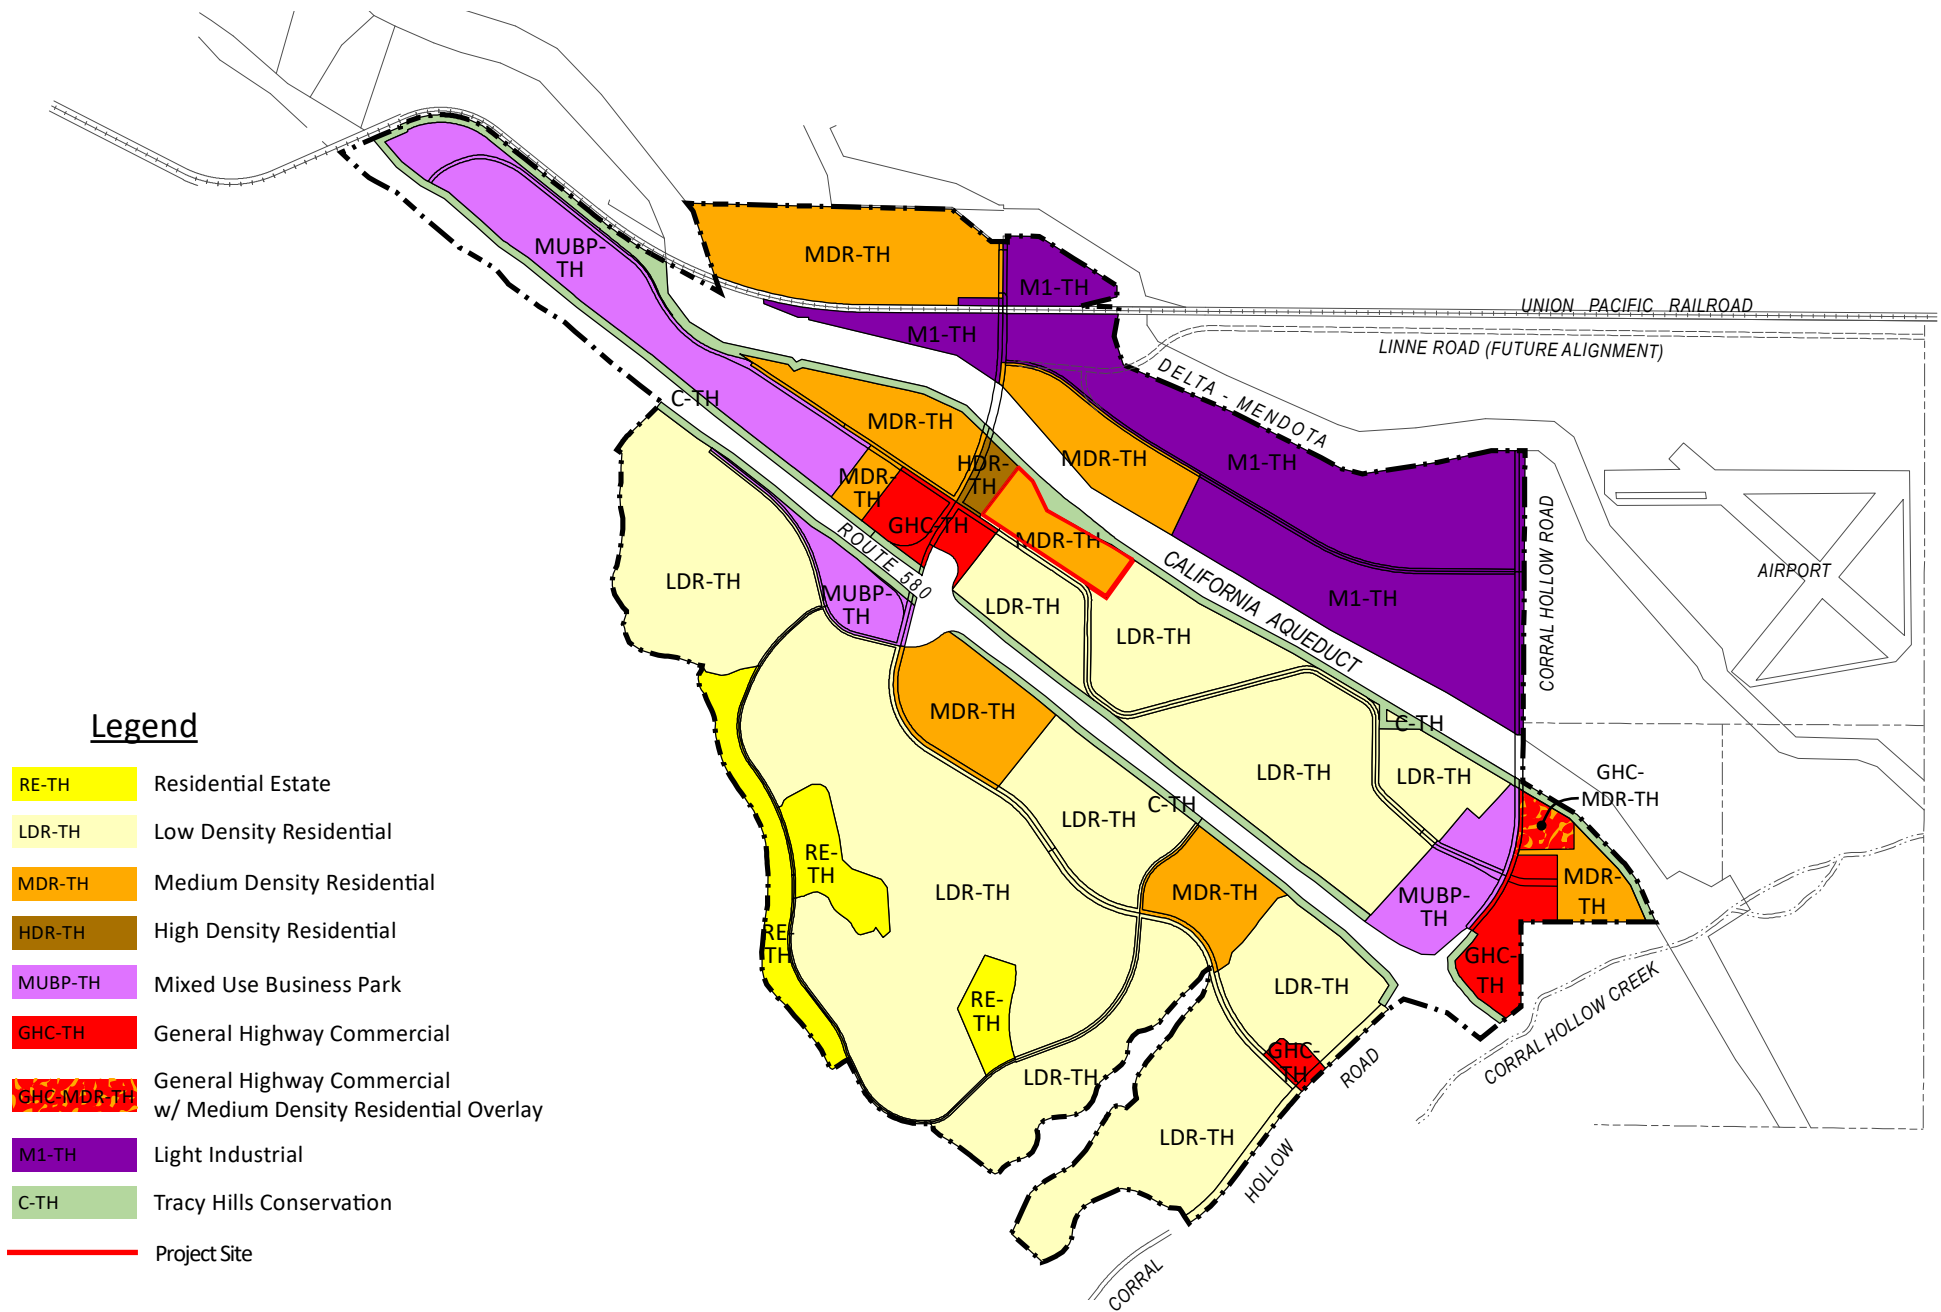 MDR-TH
MUBP-
TH
M1-TH
UNION PACIFIC RAILROAD
M1-TH
LINNE ROAD (FUTURE ALIGNMENT)
DELTA - MENDOTA
C-TH
MDR-TH
HDR-
TH
MDR-TH
M1-TH
MDR-
TH
GHC-TH
MDR-TH
ROUTE 580
CALIFORNIA AQUEDUCT
CORRAL HOLLOW ROAD
AIRPORT
LDR-TH
MUBP-
TH
LDR-TH
LDR-TH
M1-TH
MDR-TH
C-TH
LDR-TH
LDR-TH
GHC-
MDR-TH
C-TH
LDR-TH
RE-
TH
LDR-TH
MDR-TH
MUBP-
TH
MDR-
TH
RE-
TH
GHC-
TH
RE-
TH
LDR-TH
LDR-TH
GHC-
TH
LDR-TH
CORRAL HOLLOW CREEK
CORRAL
HOLLOW
ROAD
Legend
RE-TH Residential Estate
LDR-TH Low Density Residential
MDR-TH Medium Density Residential
HDR-TH High Density Residential
MUBP-TH Mixed Use Business Park
GHC-TH General Highway Commercial
GHC-MDR-TH General Highway Commercial
w/ Medium Density Residential Overlay
M1-TH Light Industrial
C-TH Tracy Hills Conservation
Project Site